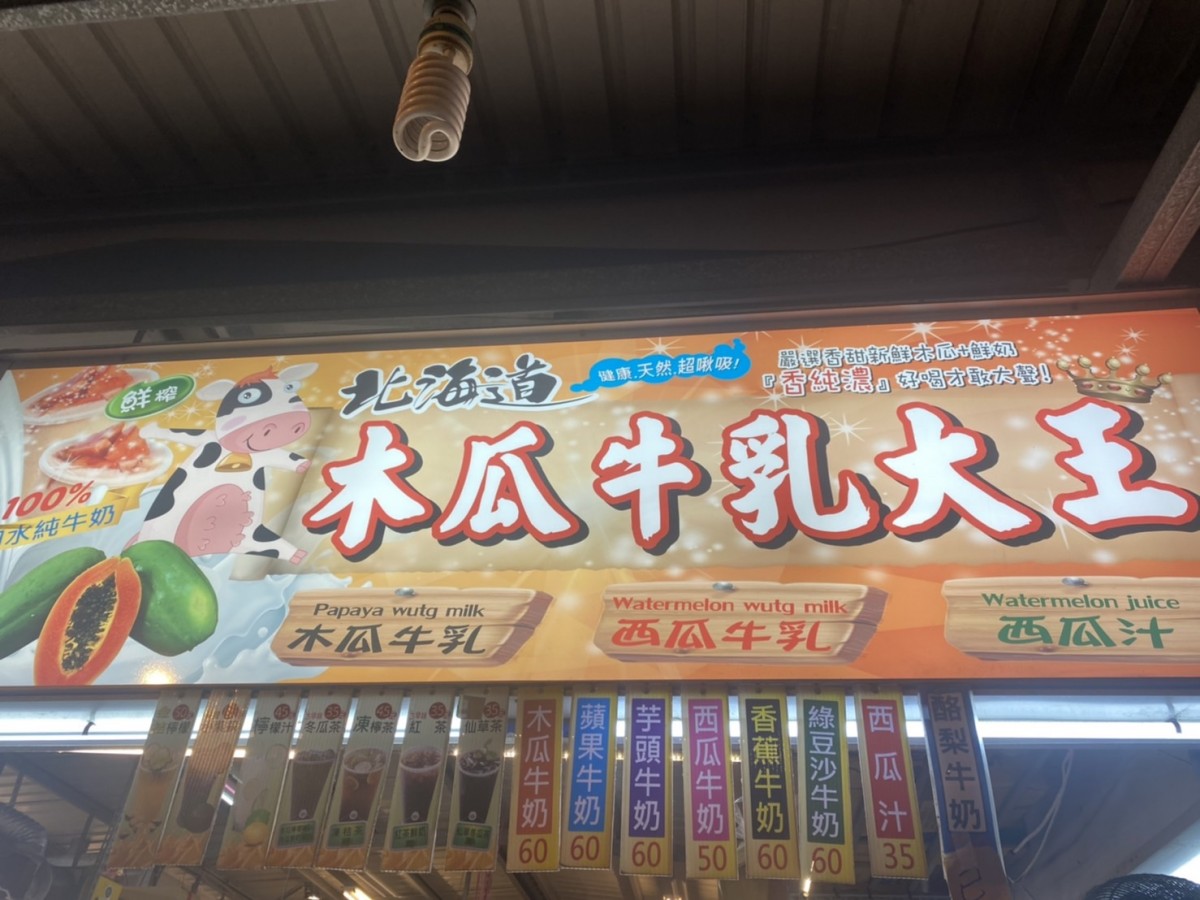 北海道
健康.天然.超啾吸!
嚴選香甜新鮮木瓜+鮮奶
『香純濃』好喝才敢大聲!
鮮榨
木瓜牛乳大王
100%
水純牛奶
Papaya wutg milk
木瓜牛乳
Watermelon wutg milk
西瓜牛乳
Watermelon juice
西瓜汁
檸檬汁
冬瓜茶
凍檸茶
紅茶
仙草茶 35
木瓜牛奶 60
蘋果牛奶 60
芋頭牛奶 60
西瓜牛奶 50
香蕉牛奶 60
綠豆沙牛奶 60
西瓜汁 35
酪梨牛奶